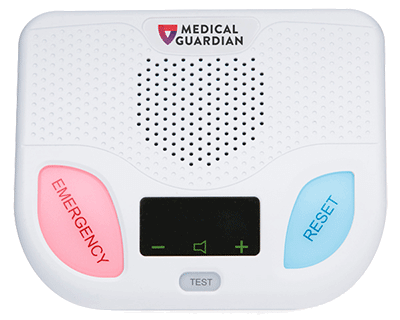 MEDICAL
GUARDIAN
EMERGENCY
RESET
− +
TEST